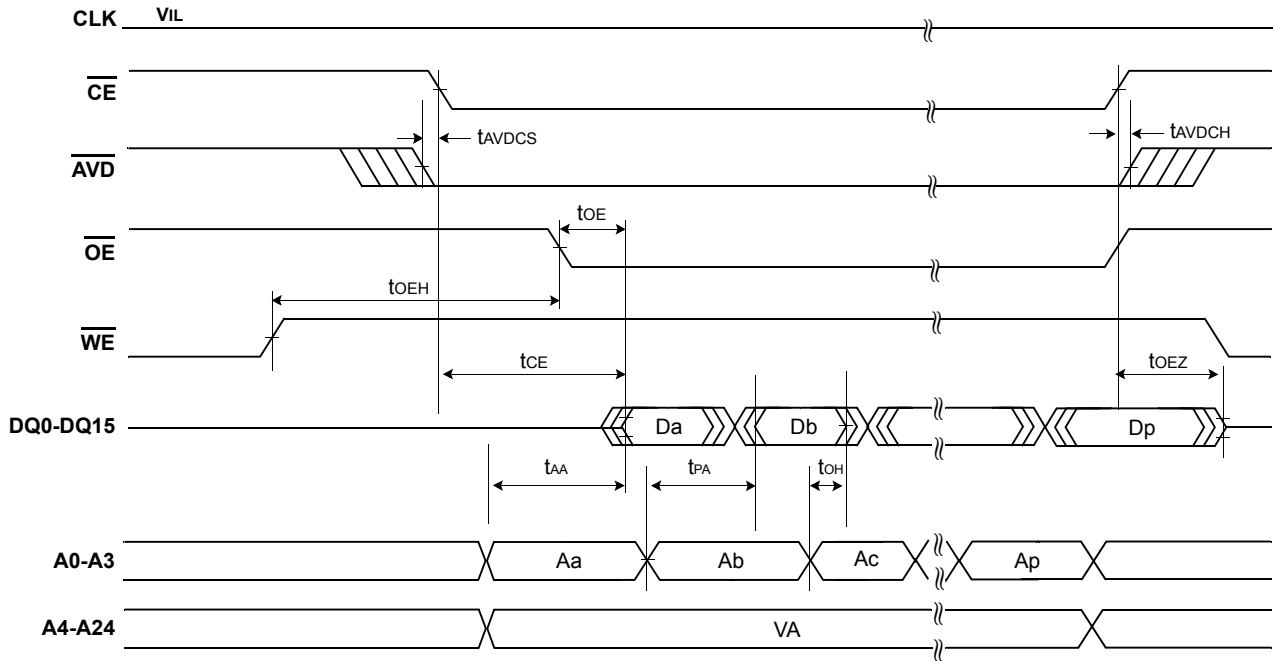 CLK VIL
CE
tAVDCS tAVDCH
AVD
tOE
OE
tOEH
WE
tCE tOEZ
DQ0-DQ15 Da Db Dp
tAA tPA tOH
A0-A3 Aa Ab Ac Ap
A4-A24 VA